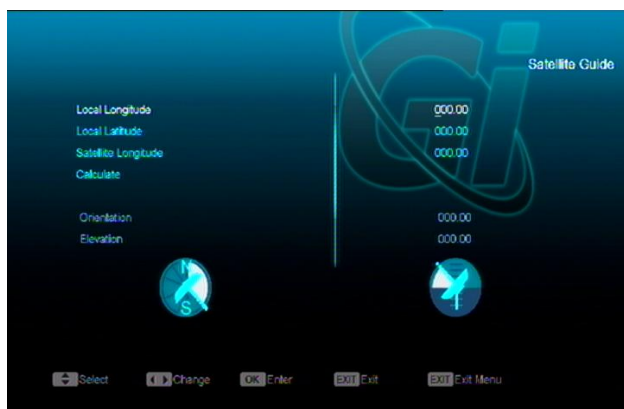 Satellite Guide
Local Longitude 000.00
Local Latitude 000.00
Satellite Longitude 000.00
Calculate
Orientation 000.00
Elevation 000.00
N
S
Select Change OK Enter EXIT Exit EXIT Exit Menu
Gi